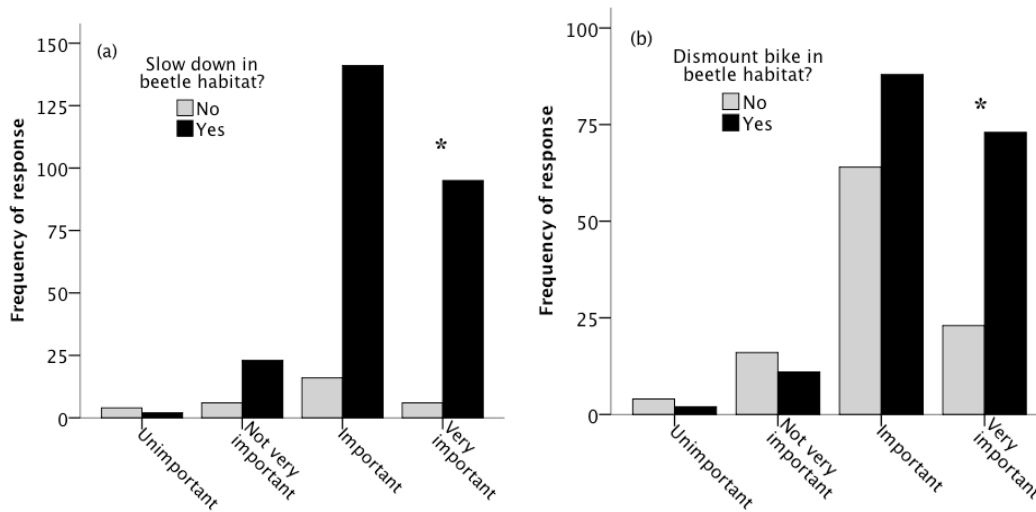 (a)
Slow down in
beetle habitat?
No
Yes
150
125
100
75
50
25
0
Frequency of response
*
Unimportant
Not very
important
Important
Very
important
(b)
Dismount bike in
beetle habitat?
No
Yes
100
75
50
25
0
Frequency of response
*
Unimportant
Not very
important
Important
Very
important